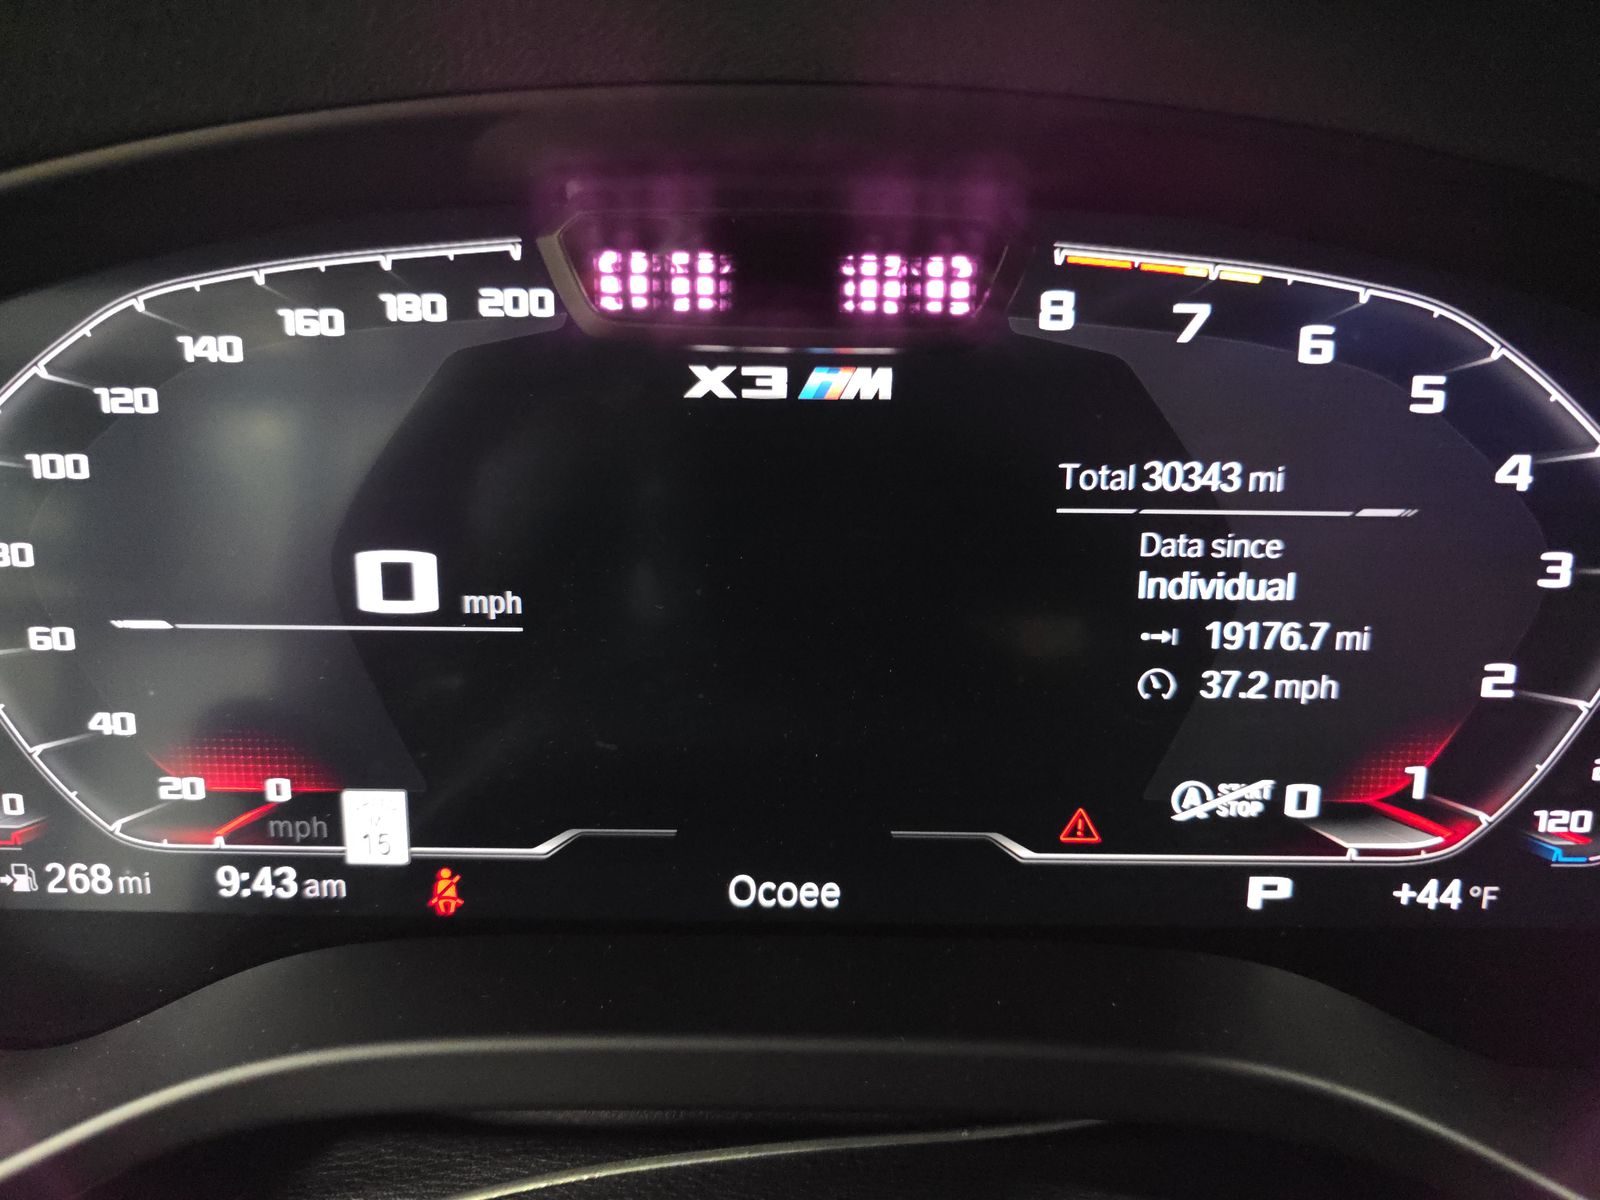 200
180
160
140
120
100
60
40
20
0
mph
0 mph
X3 M
8
7
6
5
4
3
2
1
0
Total 30343 mi
Data since
Individual
19176.7 mi
37.2 mph
A START
STOP
15
120
268 mi
9:43 am
Ocoee
P
+44 °F